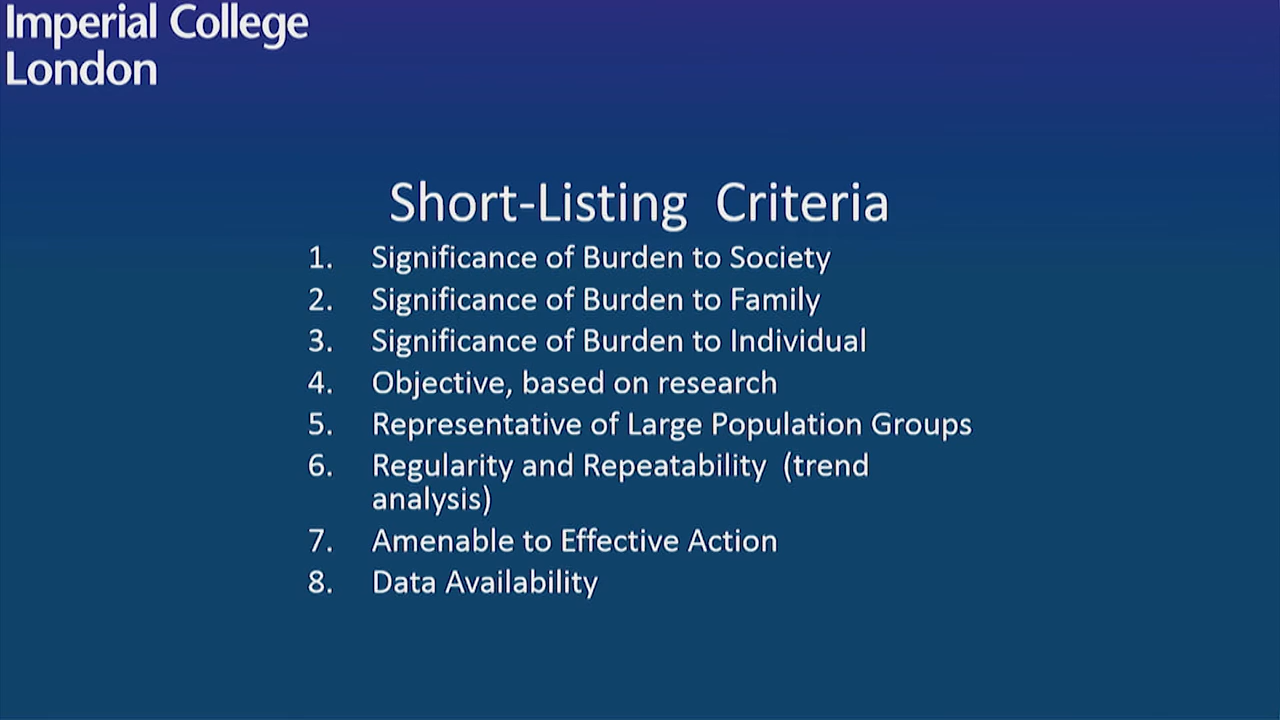 Imperial College
London
Short-Listing Criteria
1. Significance of Burden to Society
2. Significance of Burden to Family
3. Significance of Burden to Individual
4. Objective, based on research
5. Representative of Large Population Groups
6. Regularity and Repeatability (trend
analysis)
7. Amenable to Effective Action
8. Data Availability